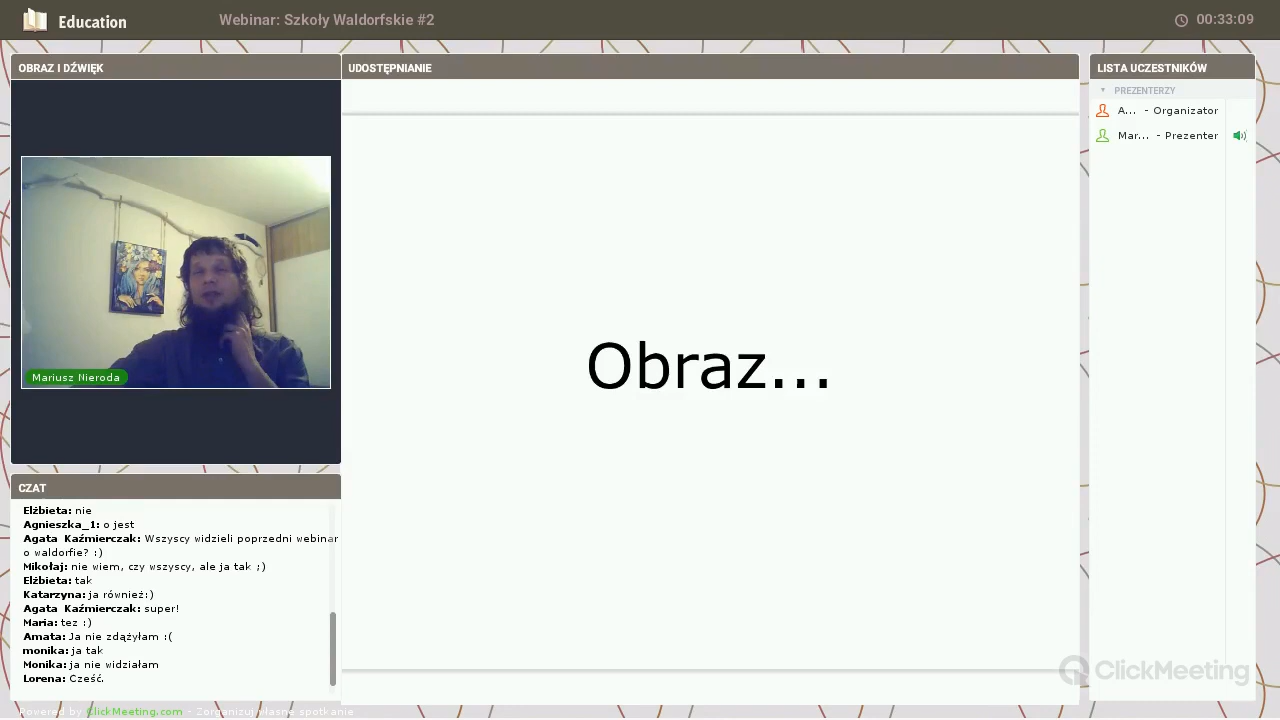 Education
Webinar: Szkoły Waldorfskie #2
00:33:09
OBRAZ I DŹWIĘK
Mariusz Nieroda
CZAT
Elżbieta: nie
Agnieszka_1: o jest
Agata Kaźmierczak: Wszyscy widzieli poprzedni webinar
o waldorfie? :)
Mikołaj: nie wiem, czy wszyscy, ale ja tak ;)
Elżbieta: tak
Katarzyna: ja również:)
Agata Kaźmierczak: super!
Maria: tez :)
Amata: Ja nie zdążyłam :(
monika: ja tak
Monika: ja nie widziałam
Lorena: Cześć.
Powered by ClickMeeting.com - Zorganizuj własne spotkanie
UDOSTĘPNIANIE
Obraz...
LISTA UCZESTNIKÓW
PREZENTERZY
A... - Organizator
Mar... - Prezenter
ClickMeeting